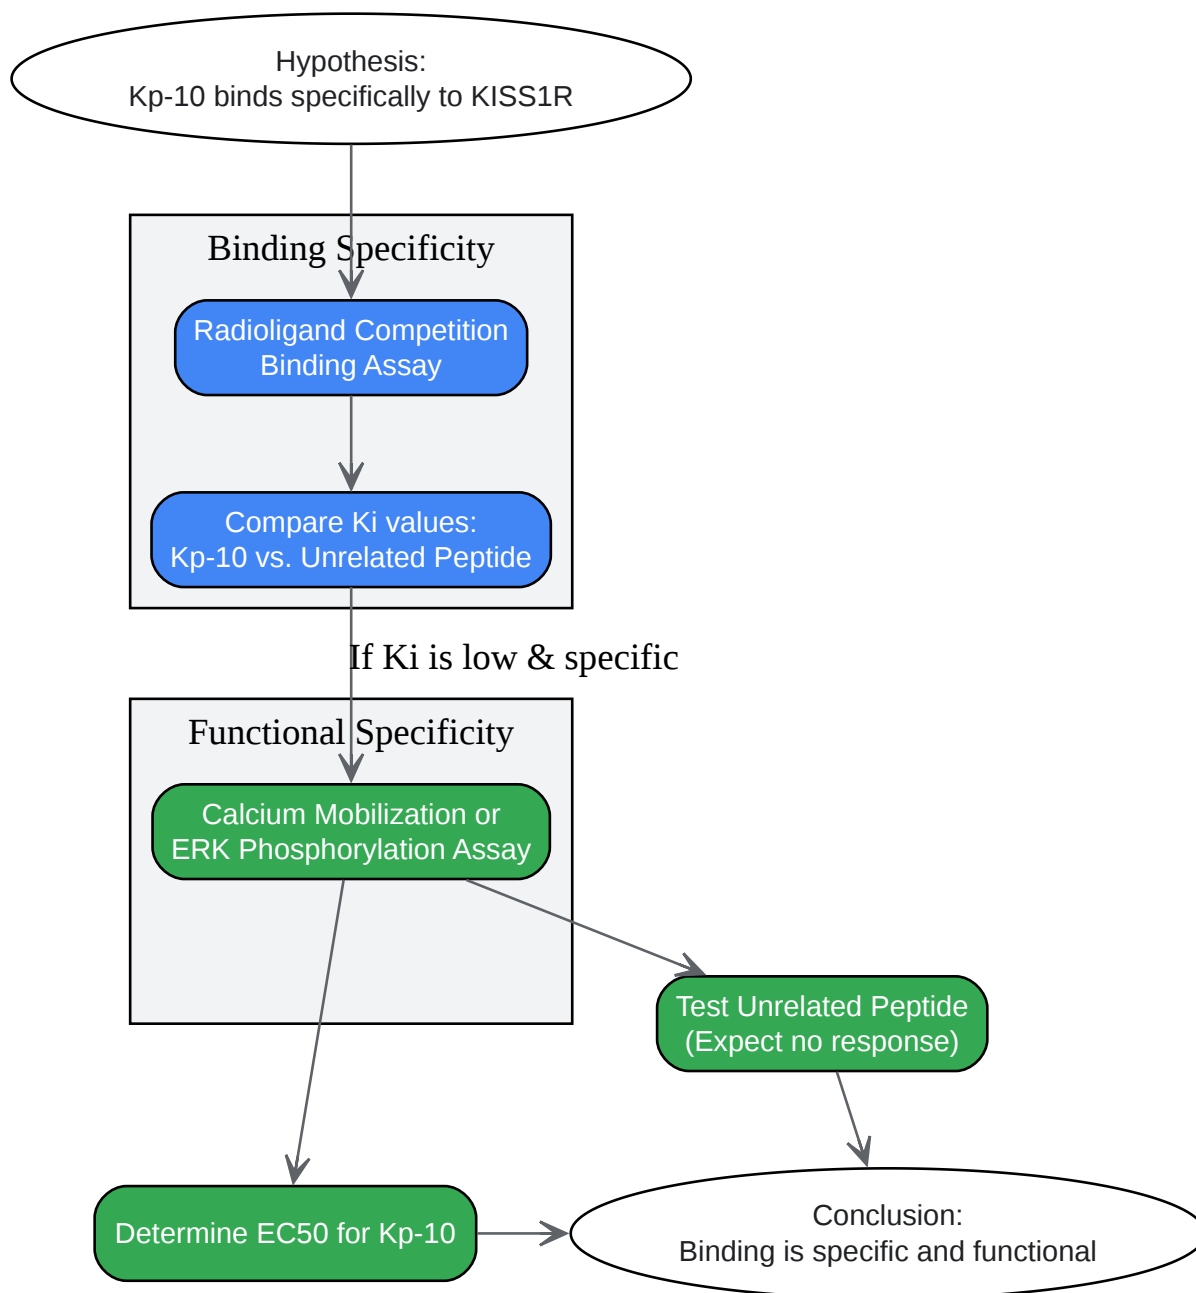 Hypothesis:
Kp-10 binds specifically to KISS1R
Binding Specificity
Radioligand Competition
Binding Assay
Compare Ki values:
Kp-10 vs. Unrelated Peptide
If Ki is low & specific
Functional Specificity
Calcium Mobilization or
ERK Phosphorylation Assay
Test Unrelated Peptide
(Expect no response)
Determine EC50 for Kp-10
Conclusion:
Binding is specific and functional